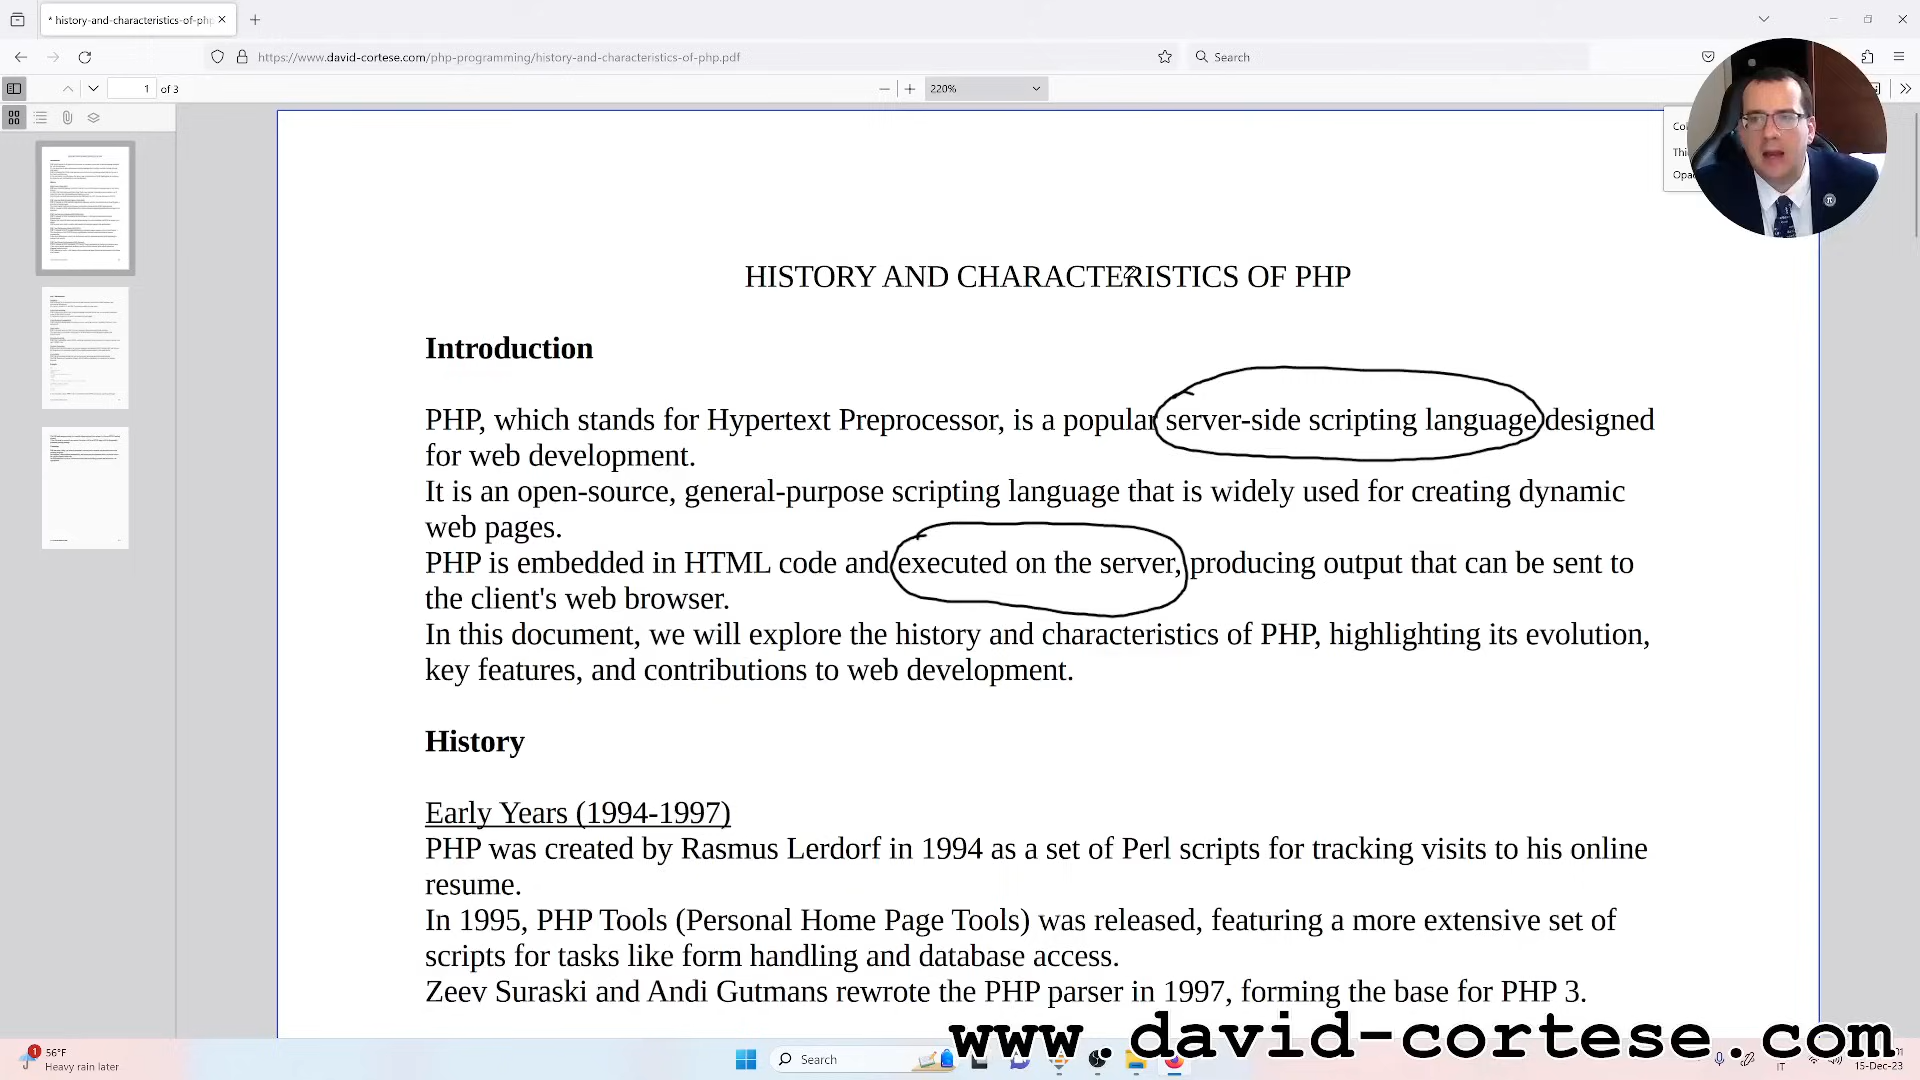 * history-and-characteristics-of-php
https://www.david-cortese.com/php-programming/history-and-characteristics-of-php.pdf
Search
1 of 3
220%
HISTORY AND CHARACTERISTICS OF PHP
Introduction
PHP, which stands for Hypertext Preprocessor, is a popular server-side scripting language designed
for web development.
It is an open-source, general-purpose scripting language that is widely used for creating dynamic
web pages.
PHP is embedded in HTML code and executed on the server, producing output that can be sent to
the client's web browser.
In this document, we will explore the history and characteristics of PHP, highlighting its evolution,
key features, and contributions to web development.
History
Early Years (1994-1997)
PHP was created by Rasmus Lerdorf in 1994 as a set of Perl scripts for tracking visits to his online
resume.
In 1995, PHP Tools (Personal Home Page Tools) was released, featuring a more extensive set of
scripts for tasks like form handling and database access.
Zeev Suraski and Andi Gutmans rewrote the PHP parser in 1997, forming the base for PHP 3.
www.david-cortese.com
1
56°F
Heavy rain later
Search
IT
15-Dec-23